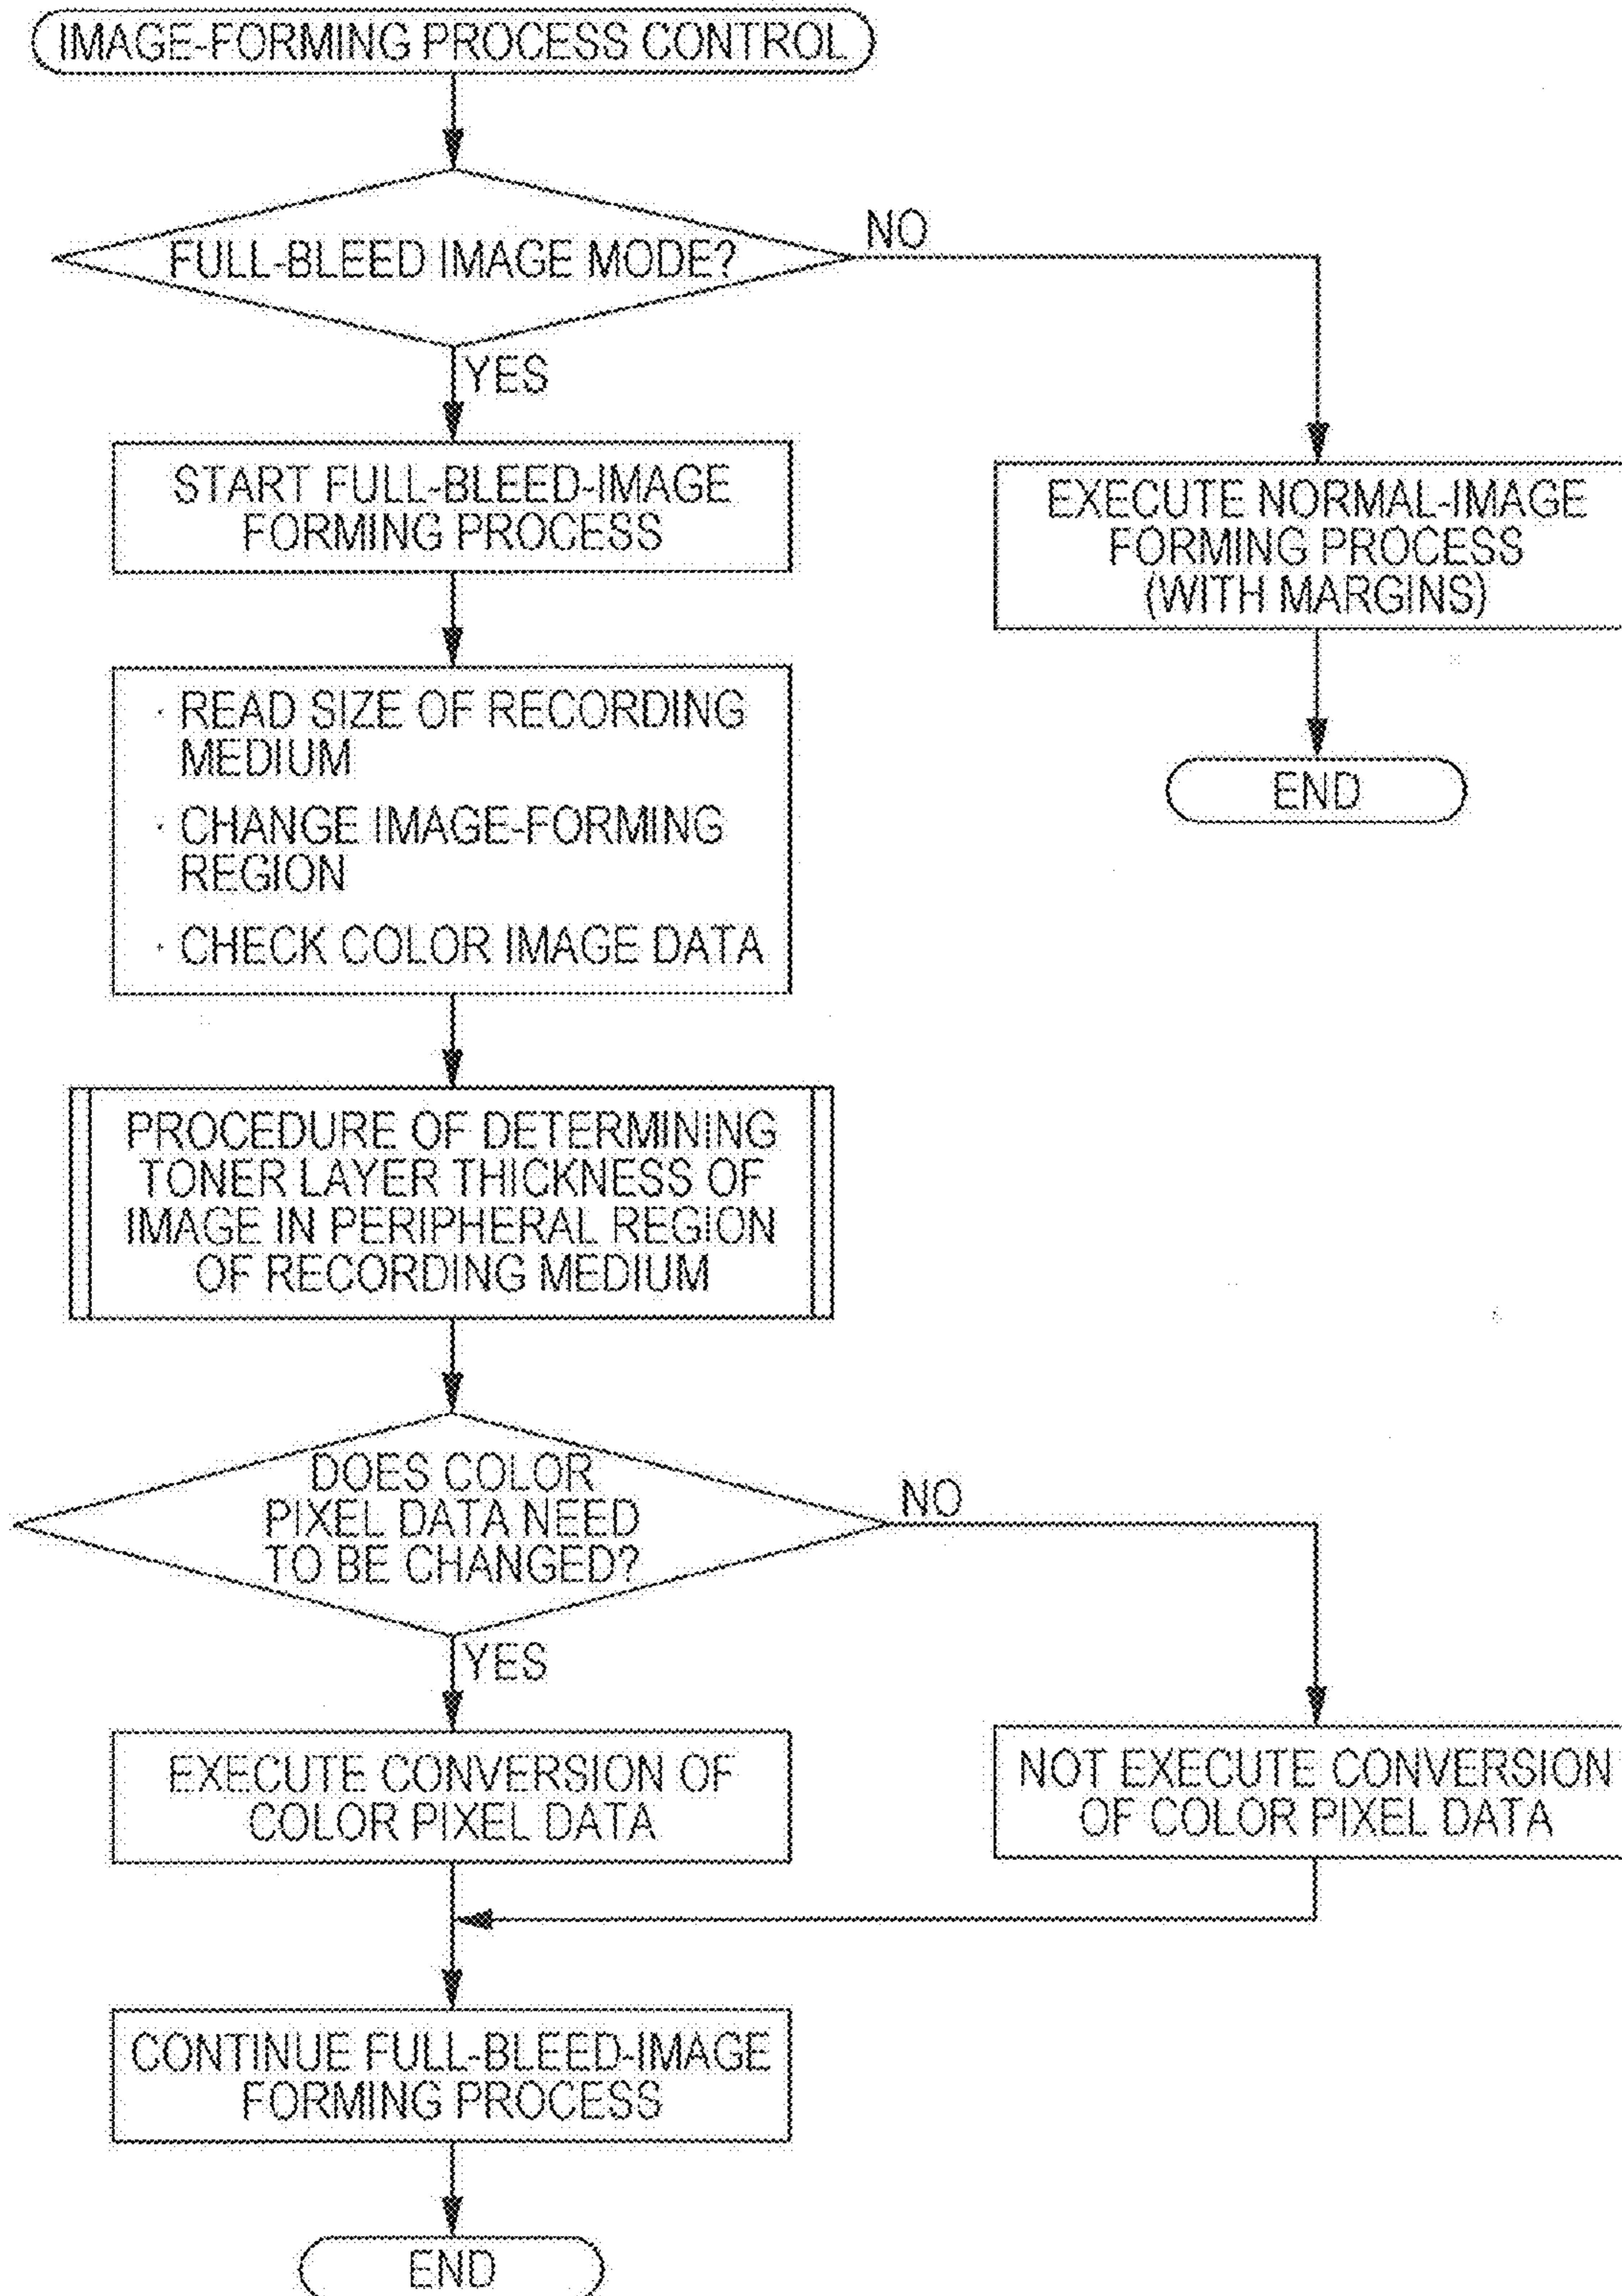 IMAGE-FORMING PROCESS CONTROL
FULL-BLEED IMAGE MODE?
NO
YES
START FULL-BLEED-IMAGE
FORMING PROCESS
EXECUTE NORMAL-IMAGE
FORMING PROCESS
(WITH MARGINS)
END
· READ SIZE OF RECORDING
MEDIUM
· CHANGE IMAGE-FORMING
REGION
· CHECK COLOR IMAGE DATA
PROCEDURE OF DETERMINING
TONER LAYER THICKNESS OF
IMAGE IN PERIPHERAL REGION
OF RECORDING MEDIUM
DOES COLOR
PIXEL DATA NEED
TO BE CHANGED?
NO
YES
EXECUTE CONVERSION OF
COLOR PIXEL DATA
NOT EXECUTE CONVERSION
OF COLOR PIXEL DATA
CONTINUE FULL-BLEED-IMAGE
FORMING PROCESS
END